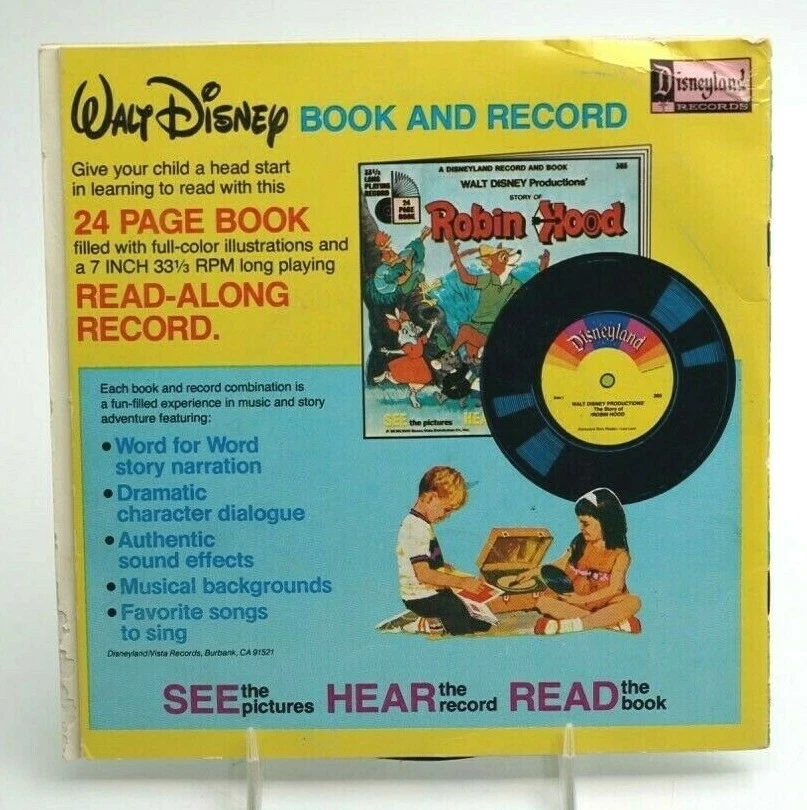 WALT DISNEY BOOK AND RECORD
Disneyland
RECORDS
Give your child a head start
in learning to read with this
24 PAGE BOOK
filled with full-color illustrations and
a 7 INCH 33⅓ RPM long playing
READ-ALONG
RECORD.
33⅓
LONG
PLAYING
RECORD
24
PAGE
BOOK
A DISNEYLAND RECORD AND BOOK
365
WALT DISNEY Productions'
STORY OF
Robin Hood
SEE the pictures HEA
Disneyland
365
WALT DISNEY PRODUCTIONS'
The Story of
ROBIN HOOD
Each book and record combination is
a fun-filled experience in music and story
adventure featuring:
• Word for Word
story narration
• Dramatic
character dialogue
• Authentic
sound effects
• Musical backgrounds
• Favorite songs
to sing
Disneyland/Vista Records, Burbank, CA 91521
SEE the pictures HEAR the record READ the book